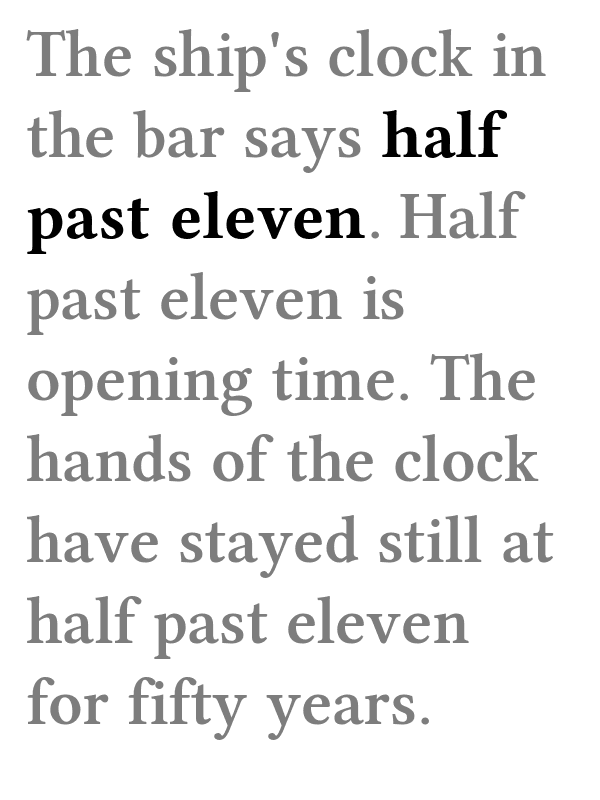 The ship's clock in
the bar says half
past eleven. Half
past eleven is
opening time. The
hands of the clock
have stayed still at
half past eleven
for fifty years.